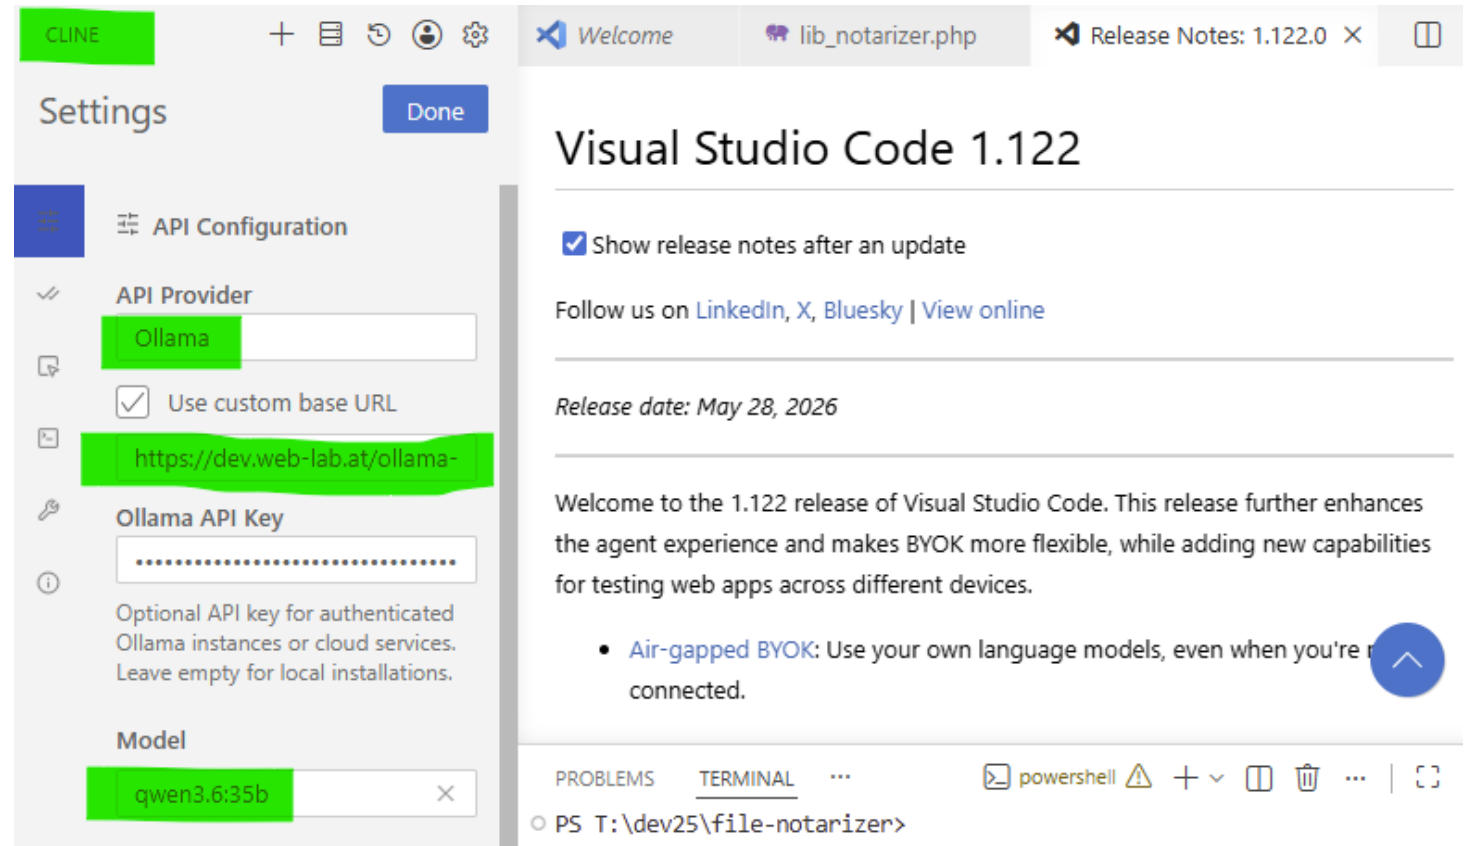 CLINE
Settings
Done
API Configuration
API Provider
Ollama
Use custom base URL
https://dev.web-lab.at/ollama-
Ollama API Key
Optional API key for authenticated
Ollama instances or cloud services.
Leave empty for local installations.
Model
qwen3.6:35b
Welcome
lib_notarizer.php
Release Notes: 1.122.0
Visual Studio Code 1.122
Show release notes after an update
Follow us on LinkedIn, X, Bluesky | View online
Release date: May 28, 2026
Welcome to the 1.122 release of Visual Studio Code. This release further enhances
the agent experience and makes BYOK more flexible, while adding new capabilities
for testing web apps across different devices.
• Air-gapped BYOK: Use your own language models, even when you're
connected.
PROBLEMS TERMINAL ···
powershell
PS T:\dev25\file-notarizer>